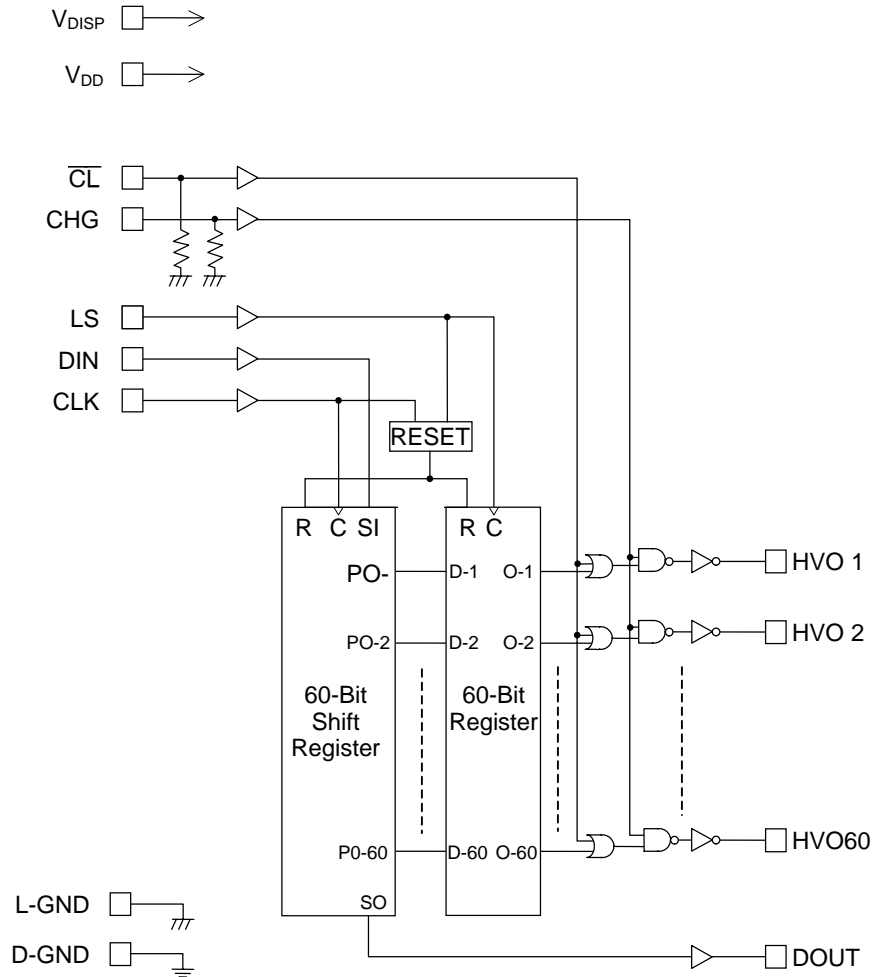 VDISP
VDD
CL
CHG
LS
DIN
CLK
RESET
R C SI
R C
PO- D-1 O-1 HVO 1
PO-2 D-2 O-2 HVO 2
60-Bit
Shift
Register
60-Bit
Register
P0-60 D-60 O-60 HVO60
SO
L-GND
D-GND
DOUT